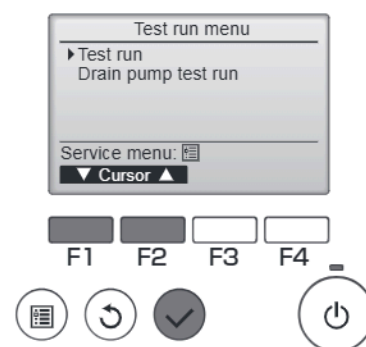 Test run menu
Test run
Drain pump test run
Service menu:
▼ Cursor ▲
F1 F2 F3 F4